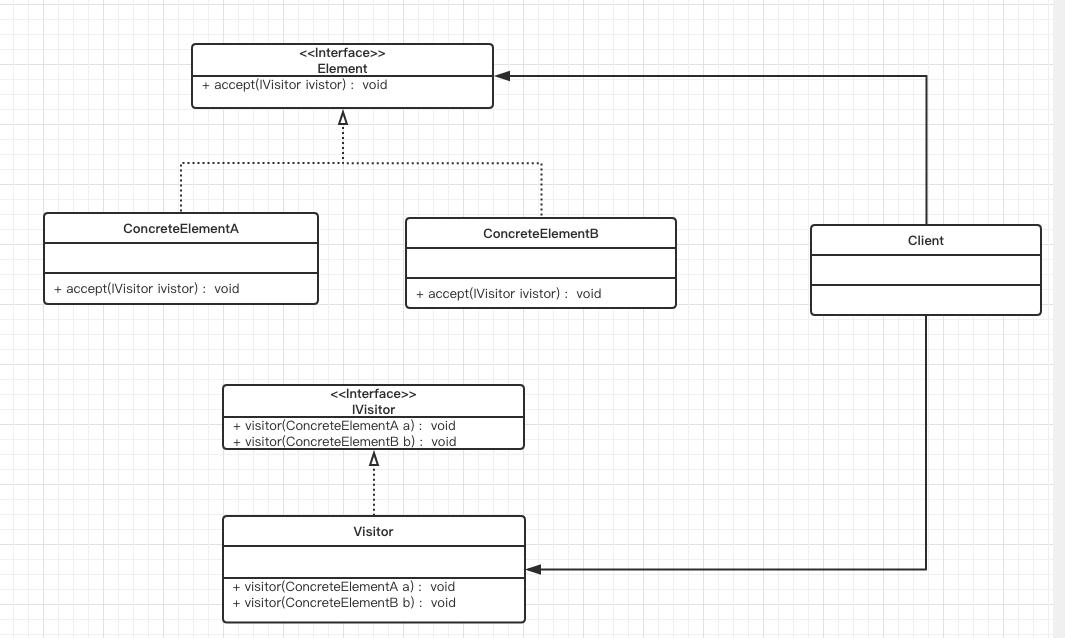 <<Interface>>
Element
+ accept(IVisitor ivistor)： void
ConcreteElementA
+ accept(IVisitor ivistor)： void
ConcreteElementB
+ accept(IVisitor ivistor)： void
Client
<<Interface>>
IVisitor
+ visitor(ConcreteElementA a)： void
+ visitor(ConcreteElementB b)： void
Visitor
+ visitor(ConcreteElementA a)： void
+ visitor(ConcreteElementB b)： void